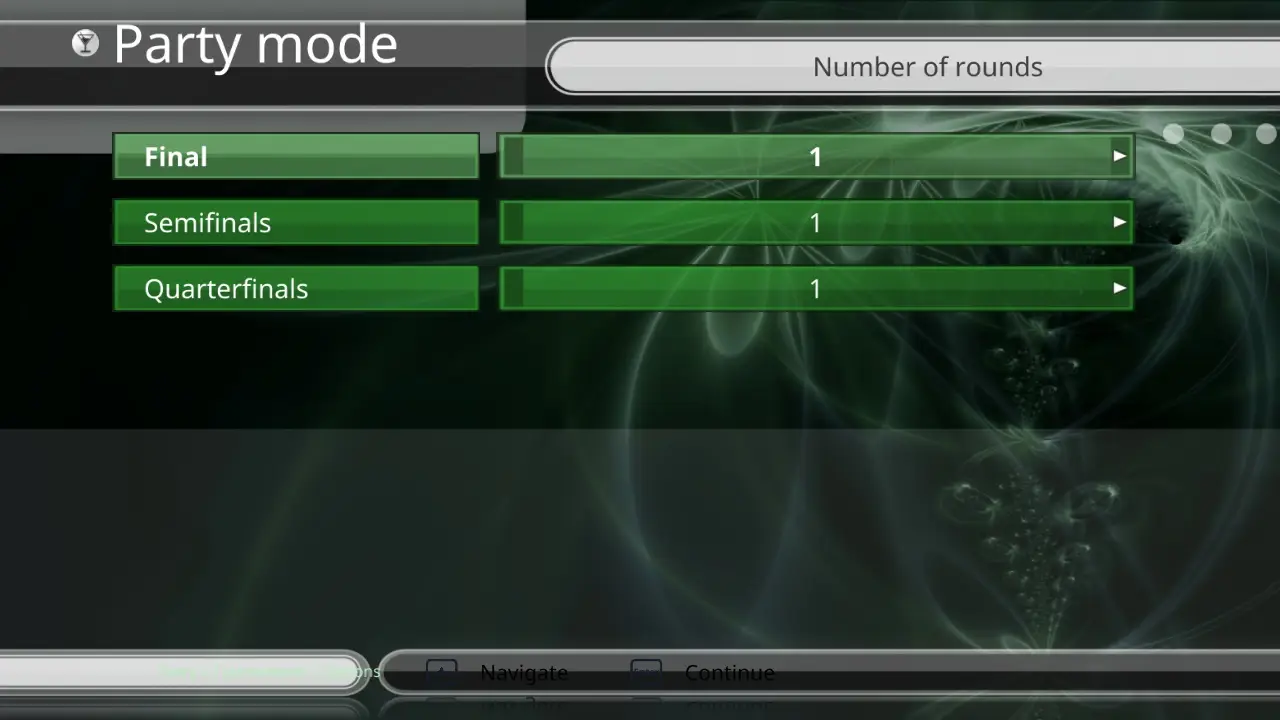 Party mode
Number of rounds
Final 1
Semifinals 1
Quarterfinals 1
Navigate Continue